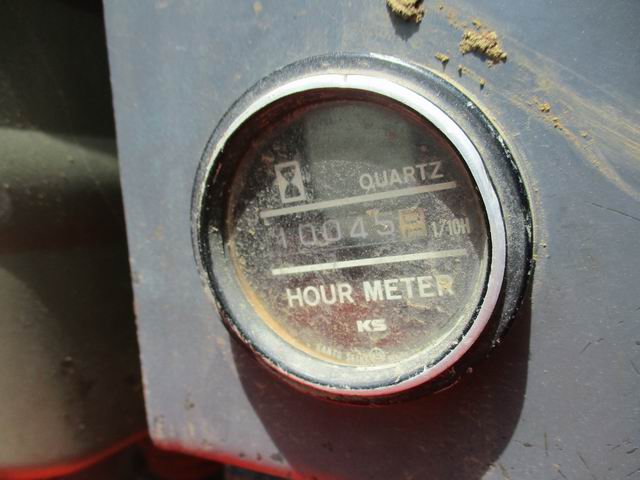 QUARTZ
10045 1/10H
HOUR METER
KS